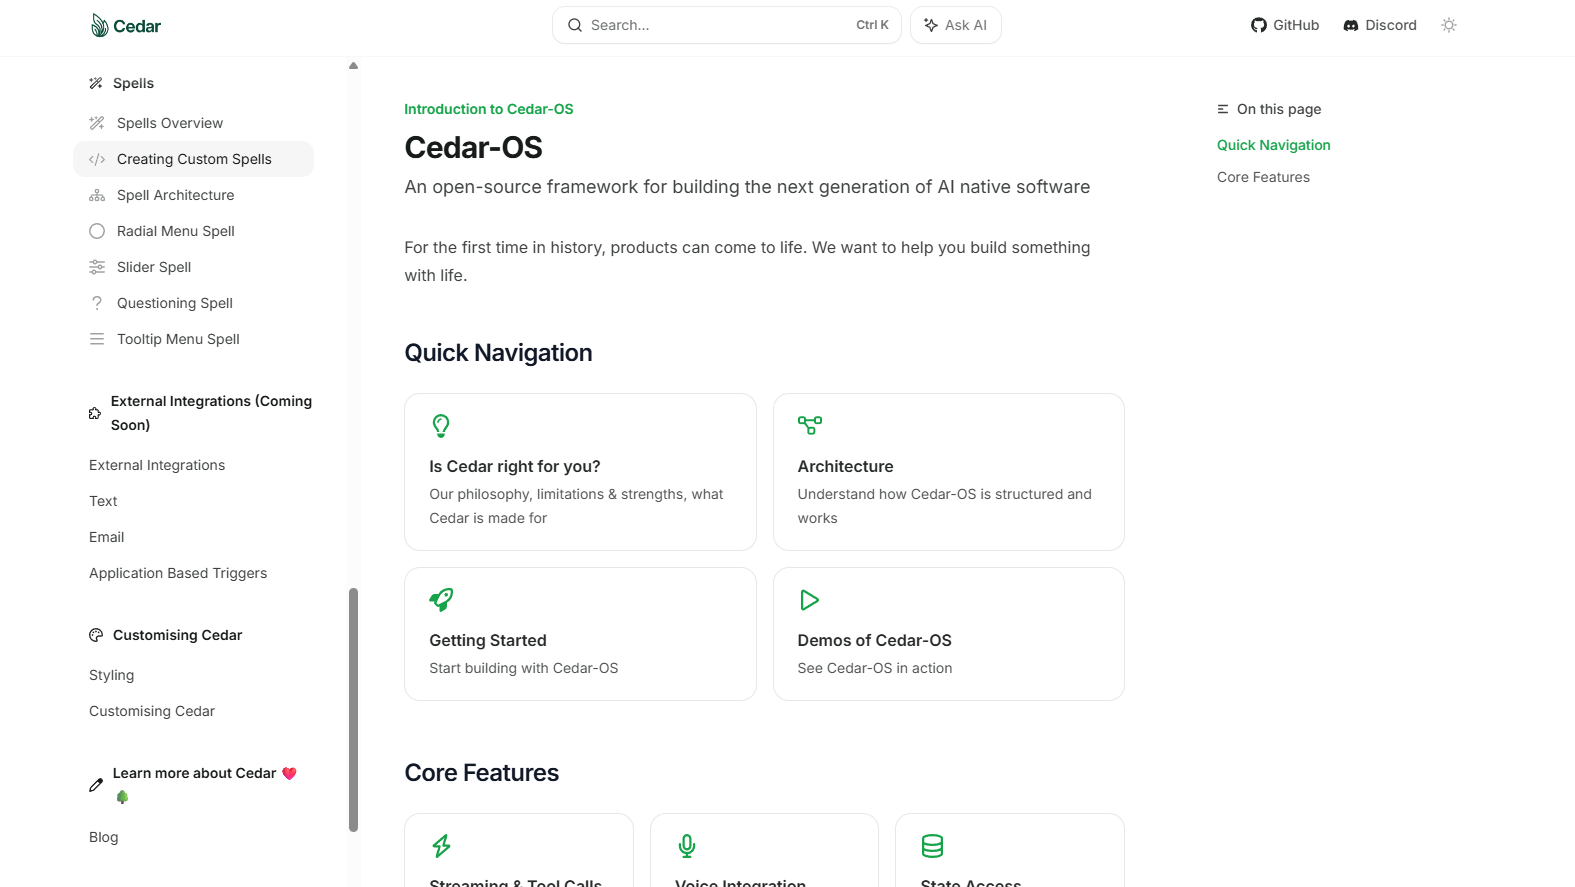 Cedar
Search...
Ctrl K
Ask AI
GitHub
Discord
Spells
Spells Overview
Creating Custom Spells
Spell Architecture
Radial Menu Spell
Slider Spell
Questioning Spell
Tooltip Menu Spell
External Integrations (Coming
Soon)
External Integrations
Text
Email
Application Based Triggers
Customising Cedar
Styling
Customising Cedar
Learn more about Cedar ❤️
🌲
Blog
Introduction to Cedar-OS
Cedar-OS
An open-source framework for building the next generation of AI native software
For the first time in history, products can come to life. We want to help you build something
with life.
Quick Navigation
Is Cedar right for you?
Our philosophy, limitations & strengths, what
Cedar is made for
Architecture
Understand how Cedar-OS is structured and
works
Getting Started
Start building with Cedar-OS
Demos of Cedar-OS
See Cedar-OS in action
Core Features
Streaming & Tool Calls
Voice Integration
State Access
On this page
Quick Navigation
Core Features